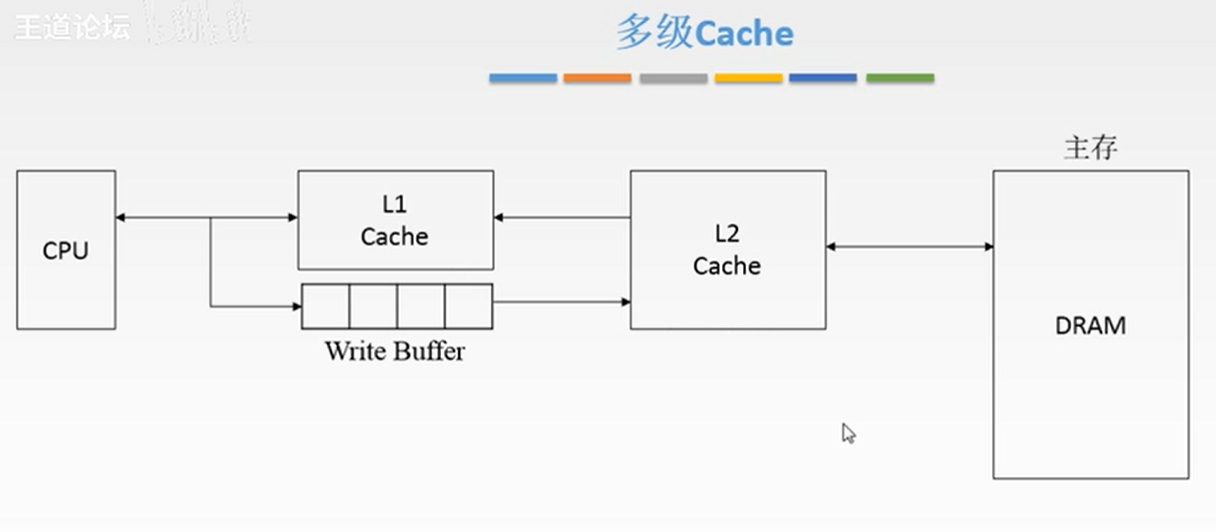 王道论坛
多级Cache
主存
CPU
L1
Cache
Write Buffer
L2
Cache
DRAM